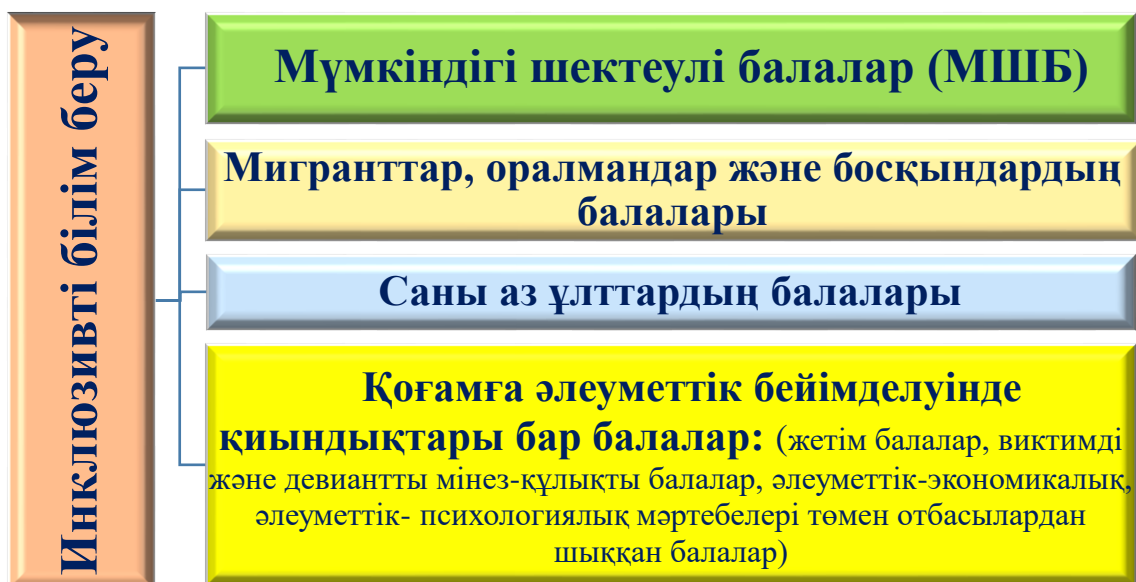 Инклюзивті білім беру
Мүмкіндігі шектеулі балалар (МШБ)
Мигранттар, оралмандар және босқындардың
балалары
Саны аз ұлттардың балалары
Қоғамға әлеуметтік бейімделуінде
қиындықтары бар балалар: (жетім балалар, виктимді
және девиантты мінез-құлықты балалар, әлеуметтік-экономикалық,
әлеуметтік- психологиялық мәртебелері төмен отбасылардан
шыққан балалар)